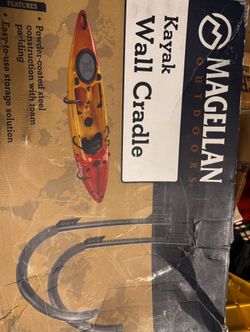 MAGELLAN
OUTDOORS
Kayak
Wall Cradle
FEATURES
• Powder-coated steel
construction with foam
padding
• Easy-to-use storage solution